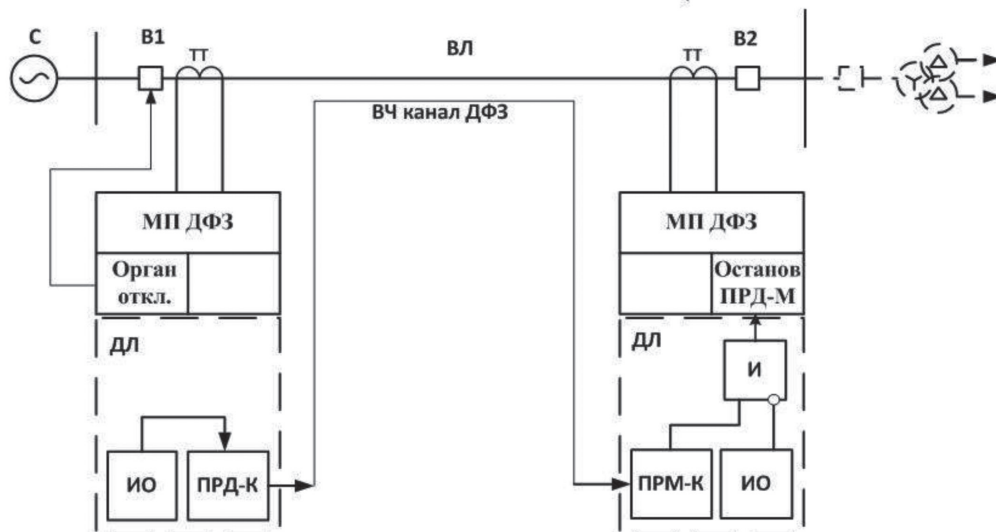 С
В1
ТТ
ВЛ
ТТ
В2
ВЧ канал ДФЗ
МП ДФЗ
Орган
откл.
МП ДФЗ
Останов
ПРД-М
ДЛ
ИО
ПРД-К
ДЛ
И
ПРМ-К
ИО